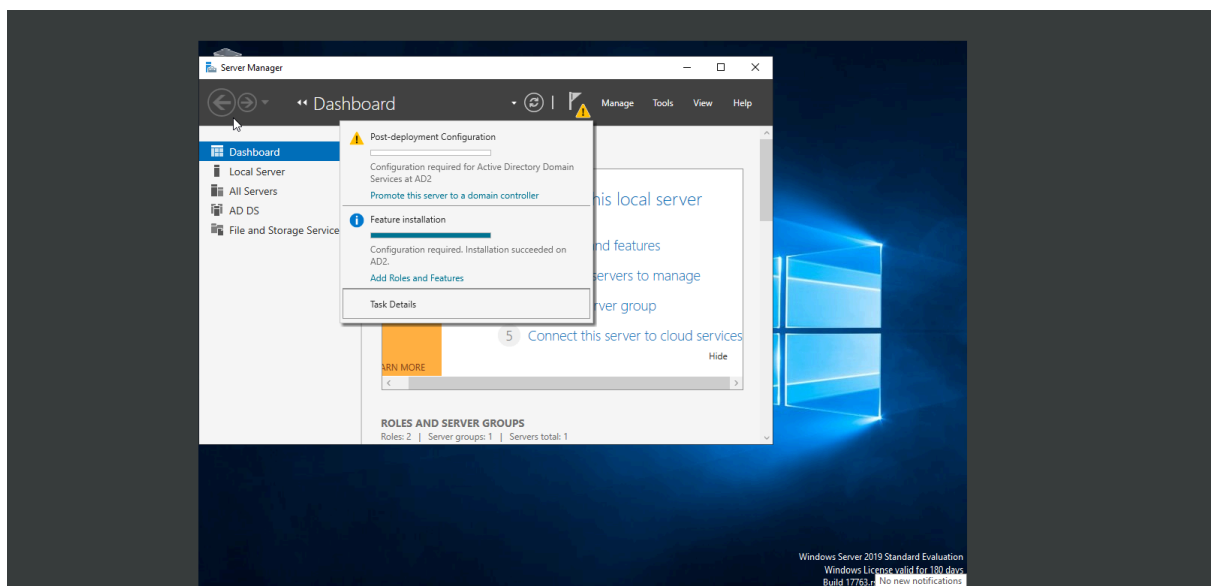 Server Manager
Dashboard
Manage Tools View Help
Dashboard
Local Server
All Servers
AD DS
File and Storage Service
Post-deployment Configuration
Configuration required for Active Directory Domain
Services at AD2
Promote this server to a domain controller
Feature installation
Configuration required. Installation succeeded on
AD2.
Add Roles and Features
Task Details
his local server
nd features
servers to manage
rver group
5 Connect this server to cloud services
Hide
ARN MORE
ROLES AND SERVER GROUPS
Roles: 2 | Server groups: 1 | Servers total: 1
Windows Server 2019 Standard Evaluation
Windows License valid for 180 days
Build 17763.r
No new notifications